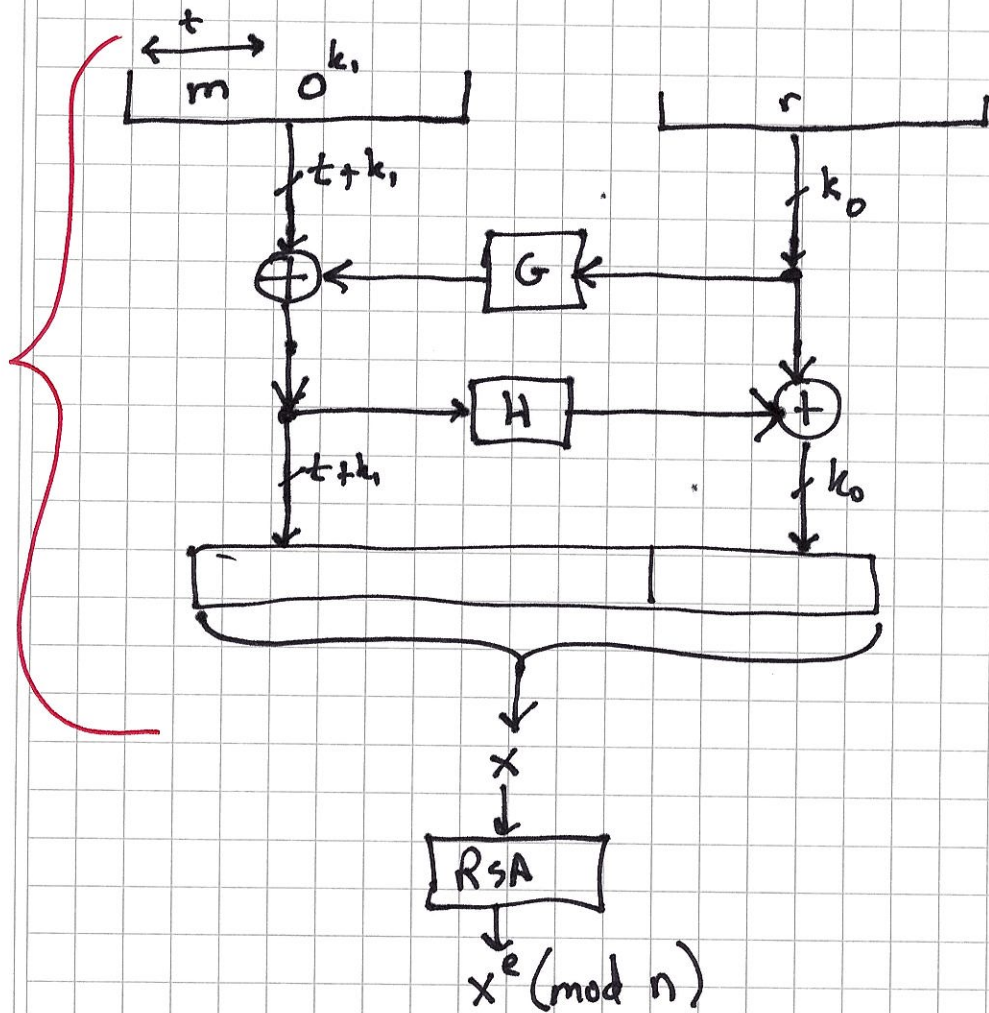 t
m 0^k₁
r
t+k₁
k₀
G
H
t+k₁
k₀
x
RSA
x^e (mod n)